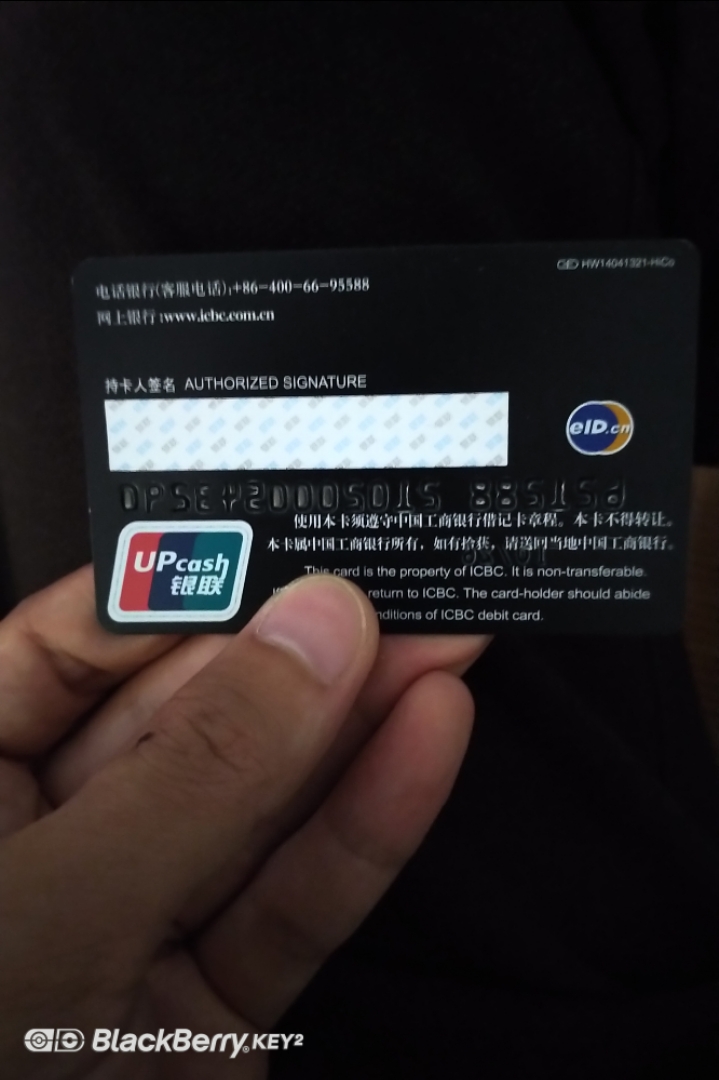 HW14041321-HiCo
电话银行(客服电话):+86-400-66-95588
网上银行:www.icbc.com.cn
持卡人签名 AUTHORIZED SIGNATURE
eID.cn
使用本卡须遵守中国工商银行借记卡章程。本卡不得转让。
本卡属中国工商银行所有，如有拾获，请送回当地中国工商银行。
UPcash
银联
This card is the property of ICBC. It is non-transferable.
return to ICBC. The card-holder should abide
of ICBC debit card.
BlackBerry KEY²